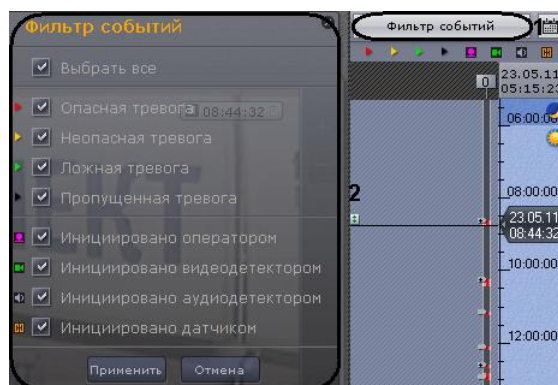 Фильтр событий
Выбрать все
Опасная тревога
08:44:32
Неопасная тревога
Ложная тревога
Пропущенная тревога
Инициировано оператором
Инициировано видеодетектором
Инициировано аудиодетектором
Инициировано датчиком
Применить Отмена
Фильтр событий 1
0 23.05.11
05:15:23
06:00:00
2 08:00:00
23.05.11
08:44:32
10:00:00
12:00:00